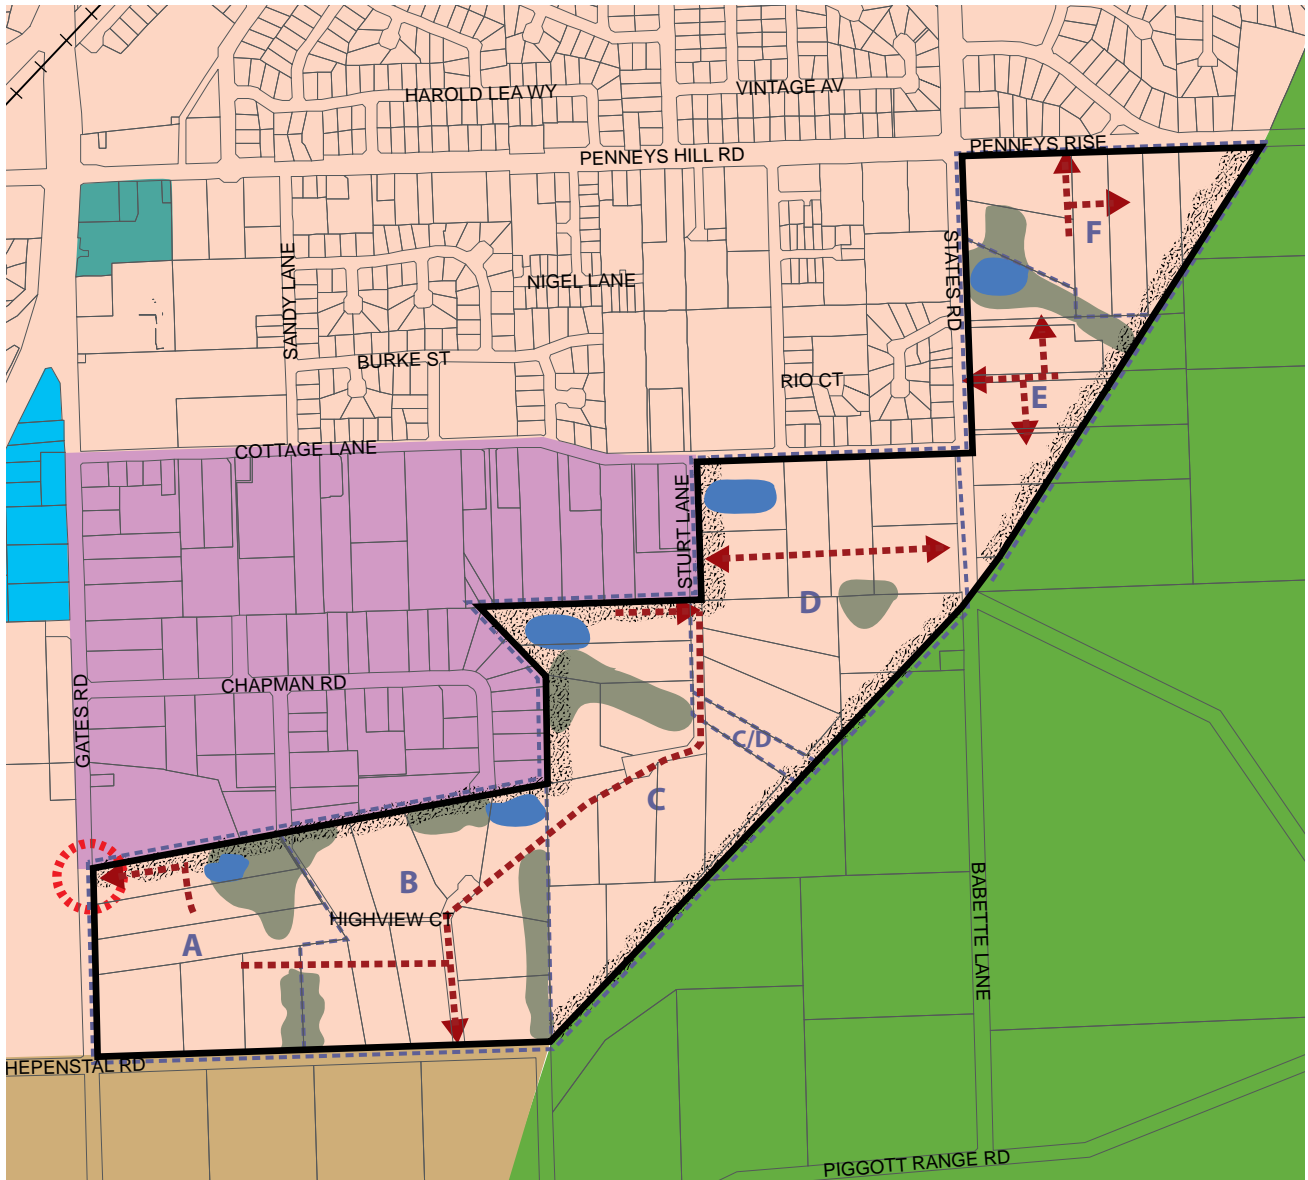 HAROLD LEA WY
VINTAGE AV
PENNEYS HILL RD
PENNEYS RISE
F
STATES RD
SANDY LANE
NIGEL LANE
BURKE ST
RIO CT
E
COTTAGE LANE
STURT LANE
D
CHAPMAN RD
GATES RD
C/D
C
B
HIGHVIEW CT
A
BABETTE LANE
HEPENSTAL RD
PIGGOTT RANGE RD